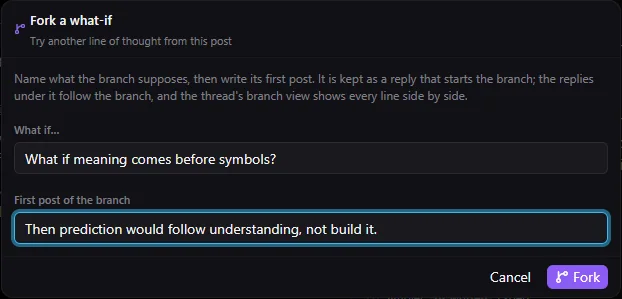 Fork a what-if
Try another line of thought from this post
Name what the branch supposes, then write its first post. It is kept as a reply that starts the branch; the replies
under it follow the branch, and the thread's branch view shows every line side by side.
What if...
What if meaning comes before symbols?
First post of the branch
Then prediction would follow understanding, not build it.
Cancel
Fork